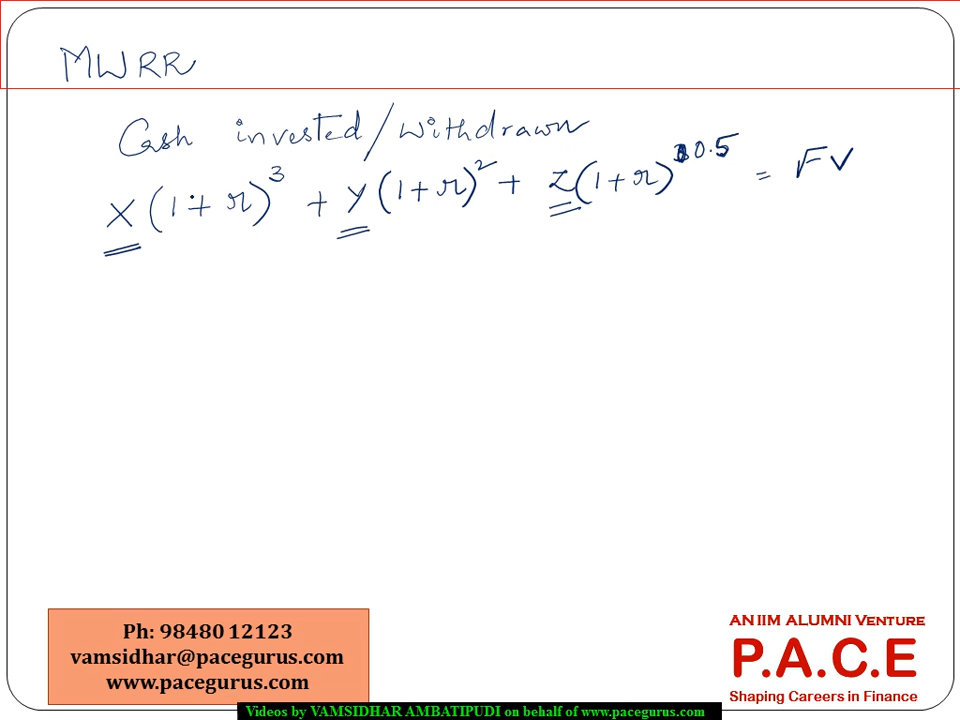 MWRR
Cash invested/withdrawn
X(1+r)³ + Y(1+r)² + Z(1+r)^0.5 = FV
Ph: 98480 12123
vamsidhar@pacegurus.com
www.pacegurus.com
AN IIM ALUMNI VENTURE
P.A.C.E
Shaping Careers in Finance
Videos by VAMSIDHAR AMBATIPUDI on behalf of www.pacegurus.com